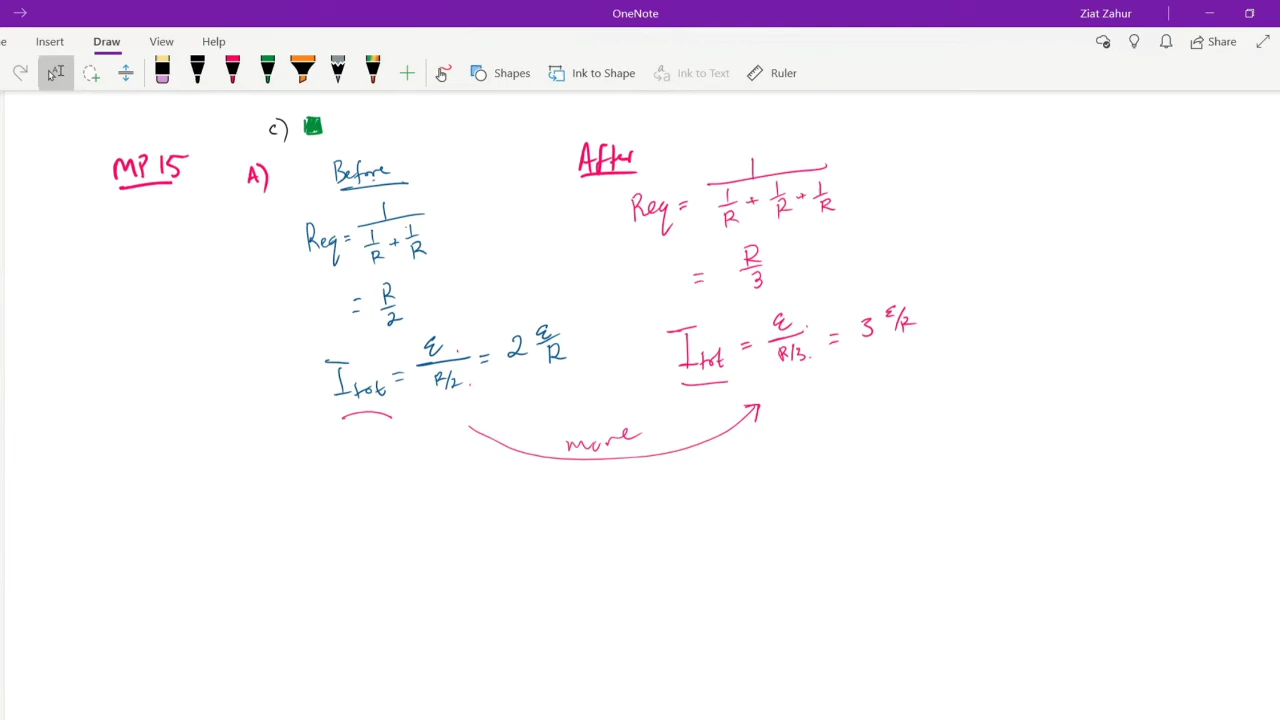 OneNote
Ziat Zahur
Insert Draw View Help
Share
Shapes
Ink to Shape
Ink to Text
Ruler
c)
MP 15
A)
Before
Req = 1 / (1/R + 1/R)
= R/2
Itot = ε / (R/2) = 2 ε/R
After
Req = 1 / (1/R + 1/R + 1/R)
= R/3
Itot = ε / (R/3) = 3 ε/R
more